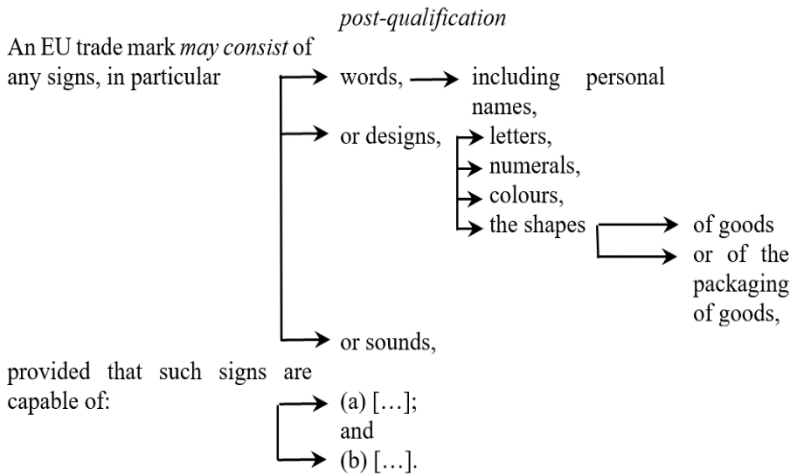 post-qualification
An EU trade mark may consist of
any signs, in particular
words,
including personal
names,
or designs,
letters,
numerals,
colours,
the shapes
of goods
or of the
packaging
of goods,
or sounds,
provided that such signs are
capable of:
(a) […];
and
(b) […].